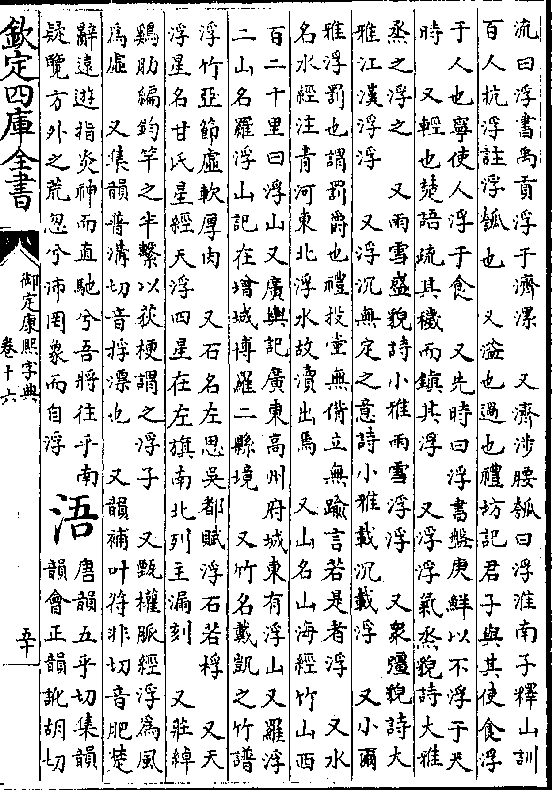 流曰浮書禹貢浮于濟漯　又濟涉腰瓠曰浮淮南子釋山訓
百人抗浮註浮瓠也　又溢也過也禮坊記君子與其使食浮
于人也寧使人浮于食　又先時曰浮書盤庚鮮以不浮于天
時　又輕也楚語疏其穢而鎮其浮　又浮浮氣烝貌詩大雅
烝之浮之　又雨雪盛貌詩小雅雨雪浮浮　又衆彊貌詩大
雅江漢浮浮　又浮沉無定之意詩小雅載沉載浮　又小爾
雅浮罰也謂罰爵也禮投壺無偝立無踰言若是者浮　又水
名水經注青河東北浮水故瀆出焉　又山名山海經竹山西
百二十里曰浮山又廣輿記廣東高州府城東有浮山又羅浮
二山名羅浮山記在增城博羅二縣境　又竹名戴凱之竹譜
浮竹亞節虛軟厚肉　又石名左思吳都賦浮石若桴　又天
浮星名甘氏星經天浮四星在左旗南北列主漏刻　又莊綽
雞肋編釣竿之半繫以荻梗謂之浮子　又甄權脈經浮爲風
爲虛　又集韻普溝切音捊漂也　又韻補叶符非切音肥楚
辭遠遊指炎神而直馳兮吾將往乎南
疑覽方外之荒忽兮沛罔象而自浮
浯
唐韻五乎切集韻
韻會正韻訛胡切
欽定四庫全書
御定康熙字典
卷十六
五十